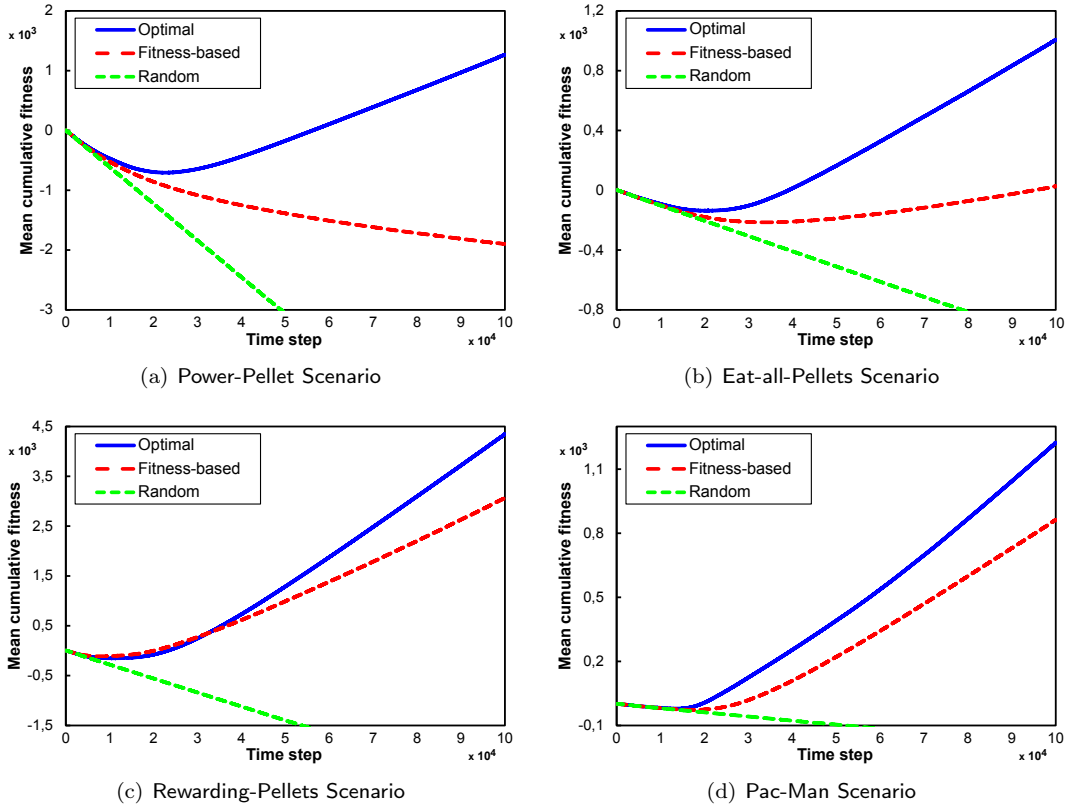 2
x 10³
Optimal
Fitness-based
Random
1
0
-1
-2
-3
Mean cumulative fitness
0 1 2 3 4 5 6 7 8 9 10
Time step
x 10⁴
(a) Power-Pellet Scenario
1,2
x 10³
Optimal
Fitness-based
Random
0,8
0,4
0
-0,4
-0,8
Mean cumulative fitness
0 1 2 3 4 5 6 7 8 9 10
Time step
x 10⁴
(b) Eat-all-Pellets Scenario
4,5
x 10³
Optimal
Fitness-based
Random
3,5
2,5
1,5
0,5
-0,5
-1,5
Mean cumulative fitness
0 1 2 3 4 5 6 7 8 9 10
Time step
x 10⁴
(c) Rewarding-Pellets Scenario
x 10³
Optimal
Fitness-based
Random
1,1
0,8
0,5
0,2
-0,1
Mean cumulative fitness
0 1 2 3 4 5 6 7 8 9 10
Time step
x 10⁴
(d) Pac-Man Scenario